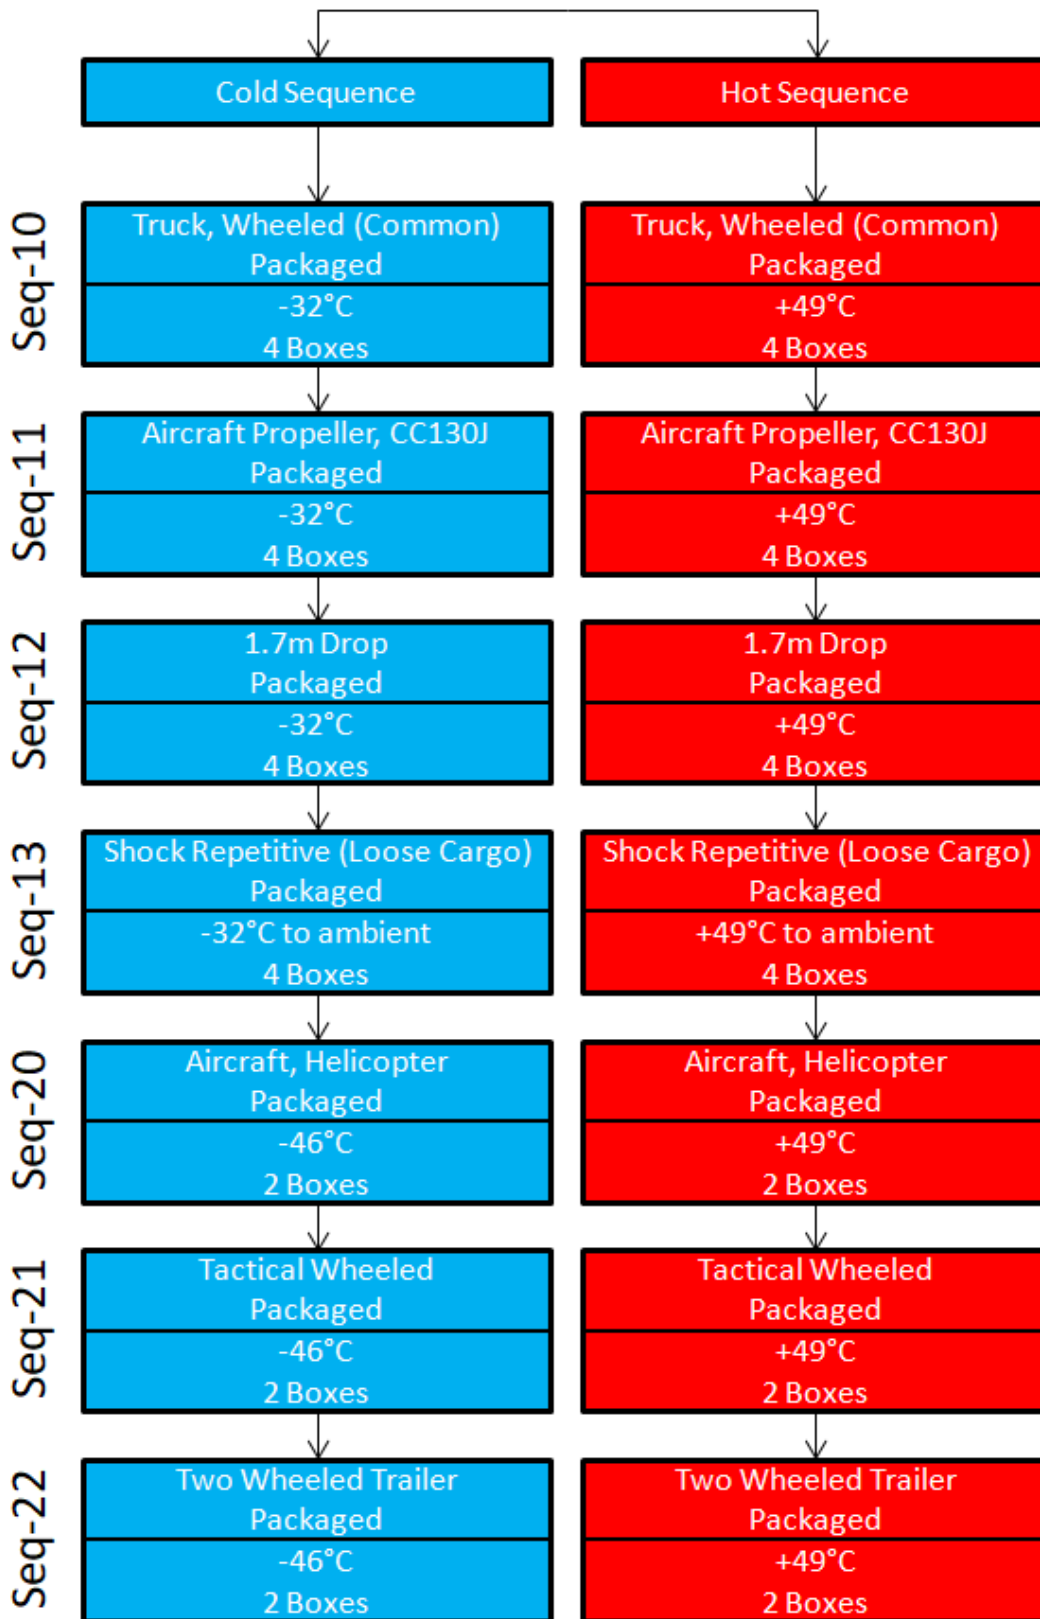 Cold Sequence
Hot Sequence
Seq-10
Truck, Wheeled (Common)
Packaged
-32°C
4 Boxes
Truck, Wheeled (Common)
Packaged
+49°C
4 Boxes
Seq-11
Aircraft Propeller, CC130J
Packaged
-32°C
4 Boxes
Aircraft Propeller, CC130J
Packaged
+49°C
4 Boxes
Seq-12
1.7m Drop
Packaged
-32°C
4 Boxes
1.7m Drop
Packaged
+49°C
4 Boxes
Seq-13
Shock Repetitive (Loose Cargo)
Packaged
-32°C to ambient
4 Boxes
Shock Repetitive (Loose Cargo)
Packaged
+49°C to ambient
4 Boxes
Seq-20
Aircraft, Helicopter
Packaged
-46°C
2 Boxes
Aircraft, Helicopter
Packaged
+49°C
2 Boxes
Seq-21
Tactical Wheeled
Packaged
-46°C
2 Boxes
Tactical Wheeled
Packaged
+49°C
2 Boxes
Seq-22
Two Wheeled Trailer
Packaged
-46°C
2 Boxes
Two Wheeled Trailer
Packaged
+49°C
2 Boxes